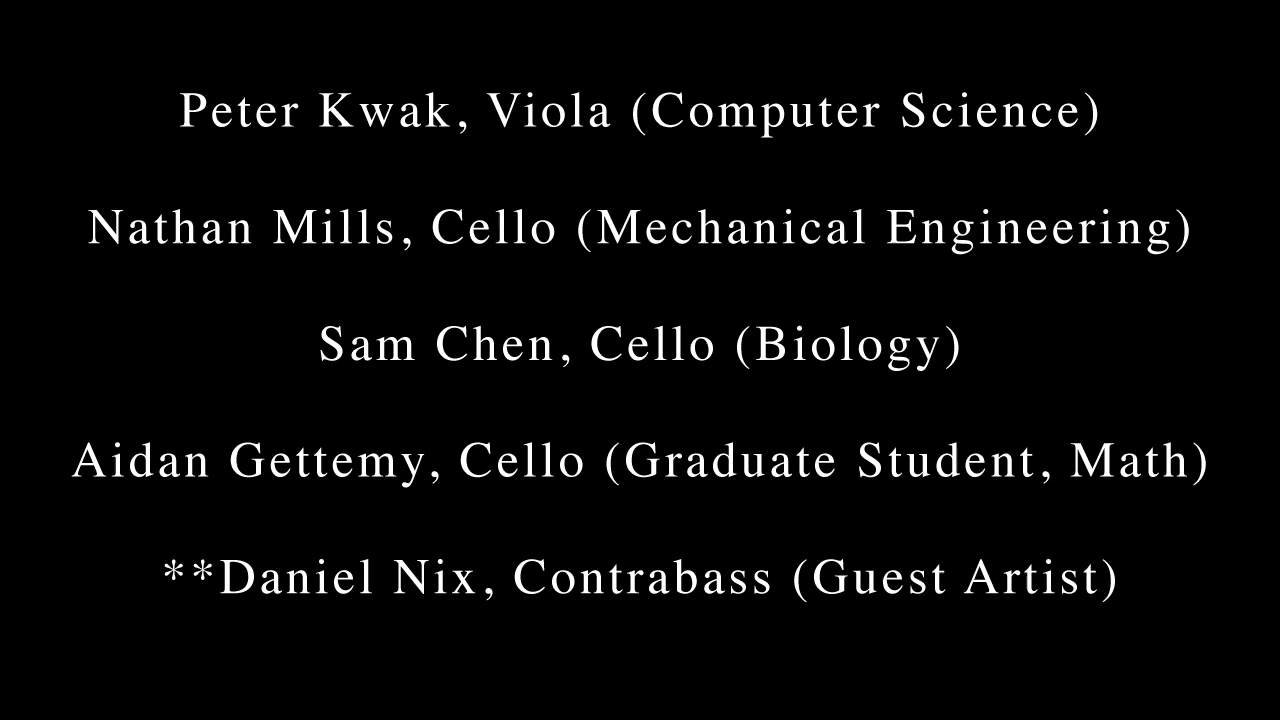 Peter Kwak, Viola (Computer Science)
Nathan Mills, Cello (Mechanical Engineering)
Sam Chen, Cello (Biology)
Aidan Gettemy, Cello (Graduate Student, Math)
**Daniel Nix, Contrabass (Guest Artist)